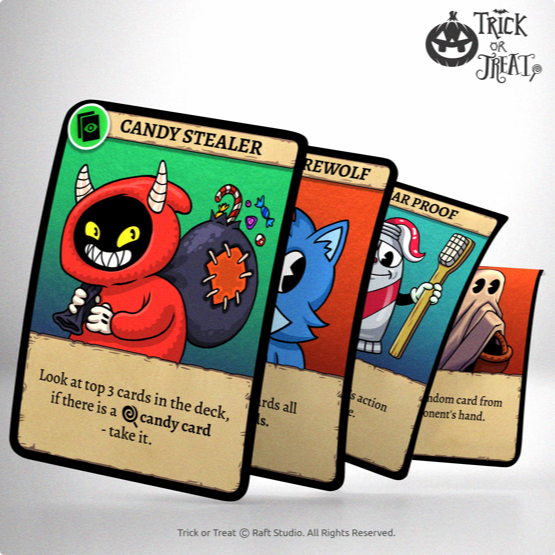 TRICK
OR
TREAT
CANDY STEALER
Look at top 3 cards in the deck,
if there is a candy card
- take it.
REWOLF
rds all
ds.
AR PROOF
s action
e.
ndom card from
onent's hand.
Trick or Treat © Raft Studio. All Rights Reserved.